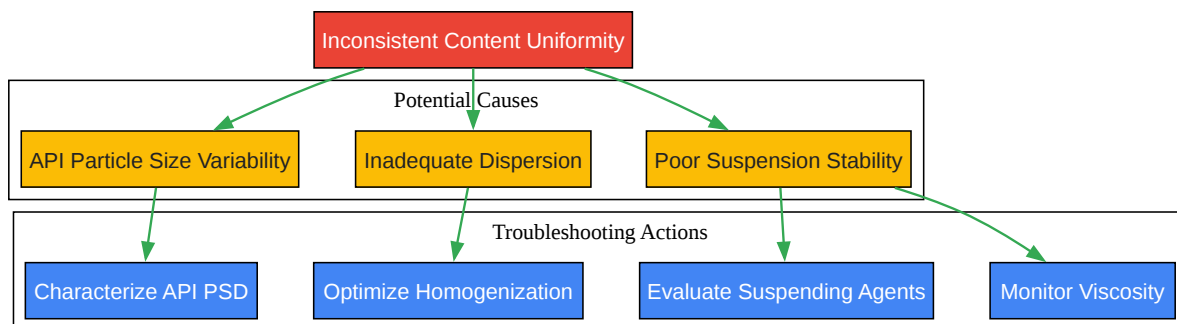 Inconsistent Content Uniformity
Potential Causes
API Particle Size Variability
Inadequate Dispersion
Poor Suspension Stability
Troubleshooting Actions
Characterize API PSD
Optimize Homogenization
Evaluate Suspending Agents
Monitor Viscosity